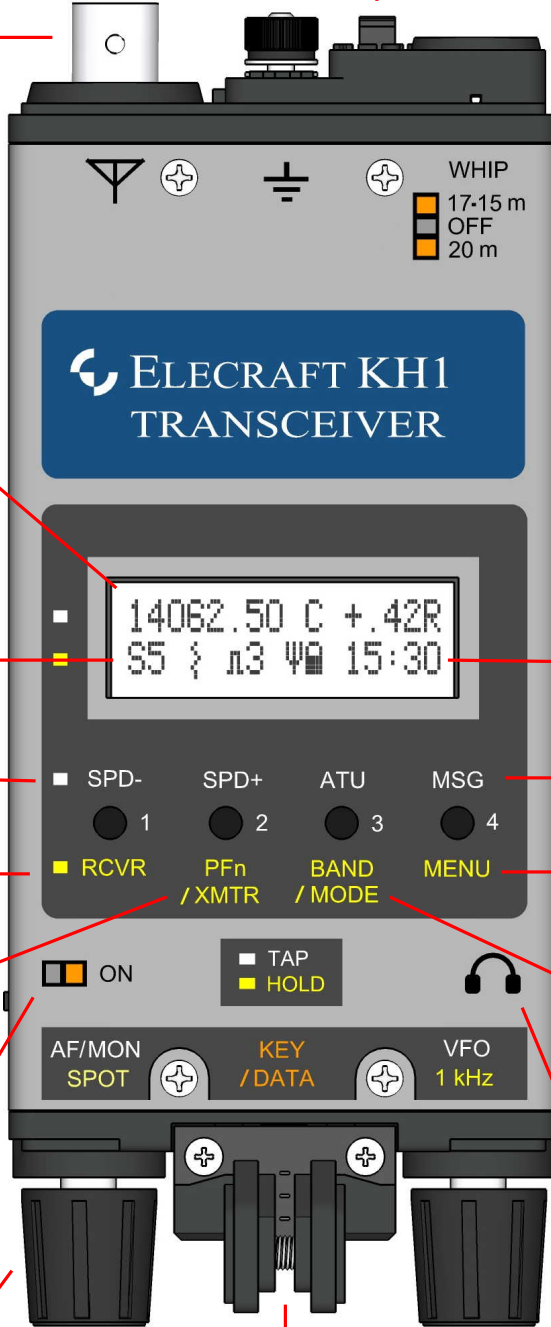 WHIP
17-15 m
OFF
20 m
ELECRAFT KH1
TRANSCEIVER
14062.50 C +.42R
S5 3 15:30
SPD- SPD+ ATU MSG
1 2 3 4
RCVR PFn BAND MENU
/ XMTR / MODE
ON
TAP
HOLD
AF/MON KEY VFO
SPOT / DATA 1 kHz